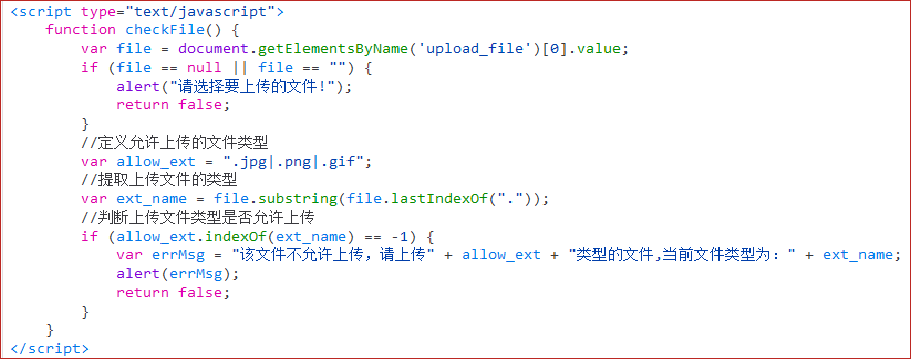 <script type="text/javascript">
    function checkFile() {
        var file = document.getElementsByName('upload_file')[0].value;
        if (file == null || file == "") {
            alert("请选择要上传的文件!");
            return false;
        }
        //定义允许上传的文件类型
        var allow_ext = ".jpg|.png|.gif";
        //提取上传文件的类型
        var ext_name = file.substring(file.lastIndexOf("."));
        //判断上传文件类型是否允许上传
        if (allow_ext.indexOf(ext_name) == -1) {
            var errMsg = "该文件不允许上传，请上传" + allow_ext + "类型的文件,当前文件类型为：" + ext_name;
            alert(errMsg);
            return false;
        }
    }
</script>